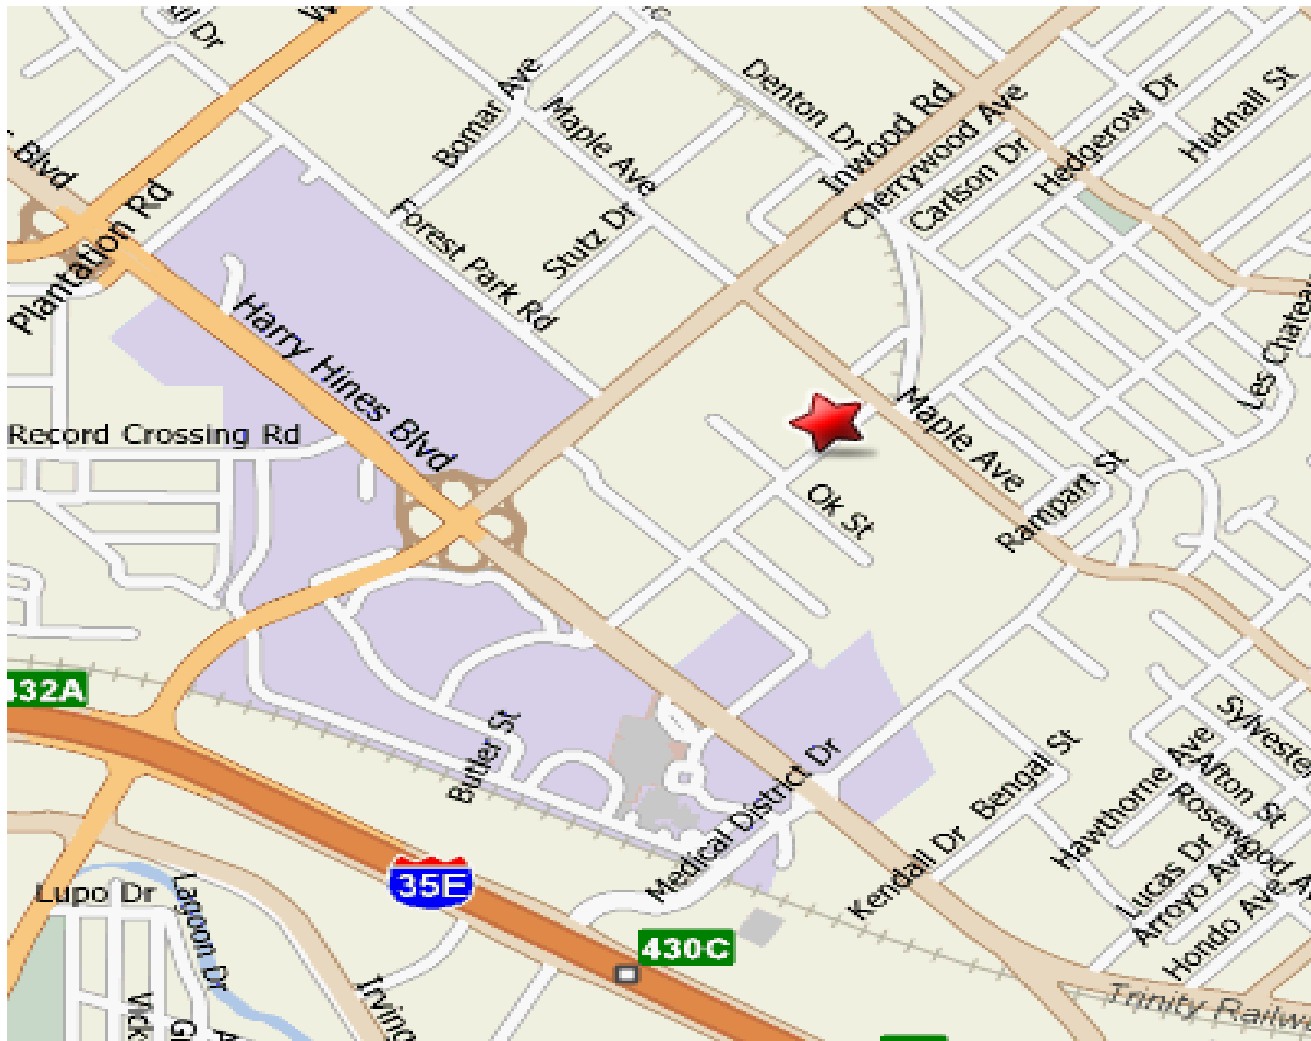 Dr
Blvd
Plantation Rd
Bomar Ave
Maple Ave
Denton Dr
Inwood Rd
Cherrywood Ave
Carlson Dr
Hedgerow Dr
Hudnall St
Forest Park Rd
Stutz Dr
Harry Hines Blvd
Record Crossing Rd
Maple Ave
Ok St
Rampart St
432A
Butler St
Medical District Dr
Bengal St
Kendall Dr
Hawthorne Ave
Afton St
Rosewood A
Lucas Dr
Arroyo Ave
Hondo Ave
35E
430C
Lupo Dr
Lagoon Dr
Irving
Trinity Railw